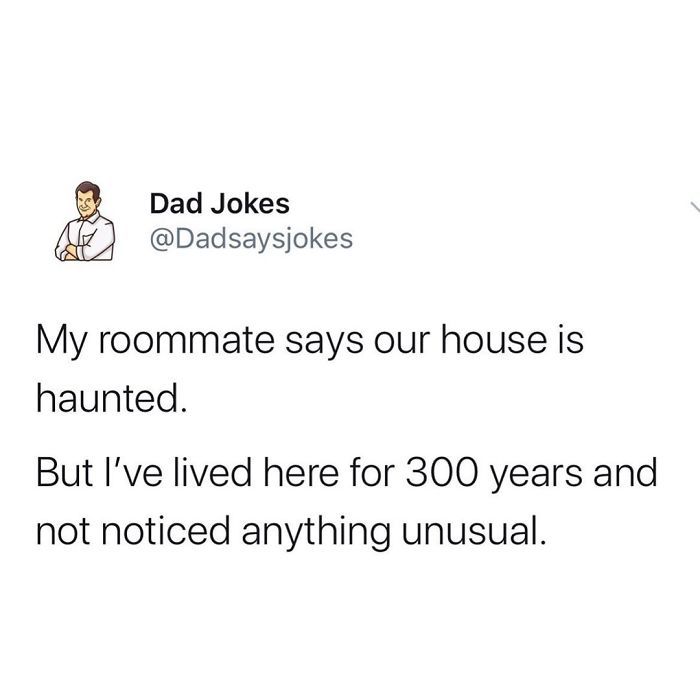 Dad Jokes
@Dadsaysjokes
My roommate says our house is
haunted.
But I've lived here for 300 years and
not noticed anything unusual.